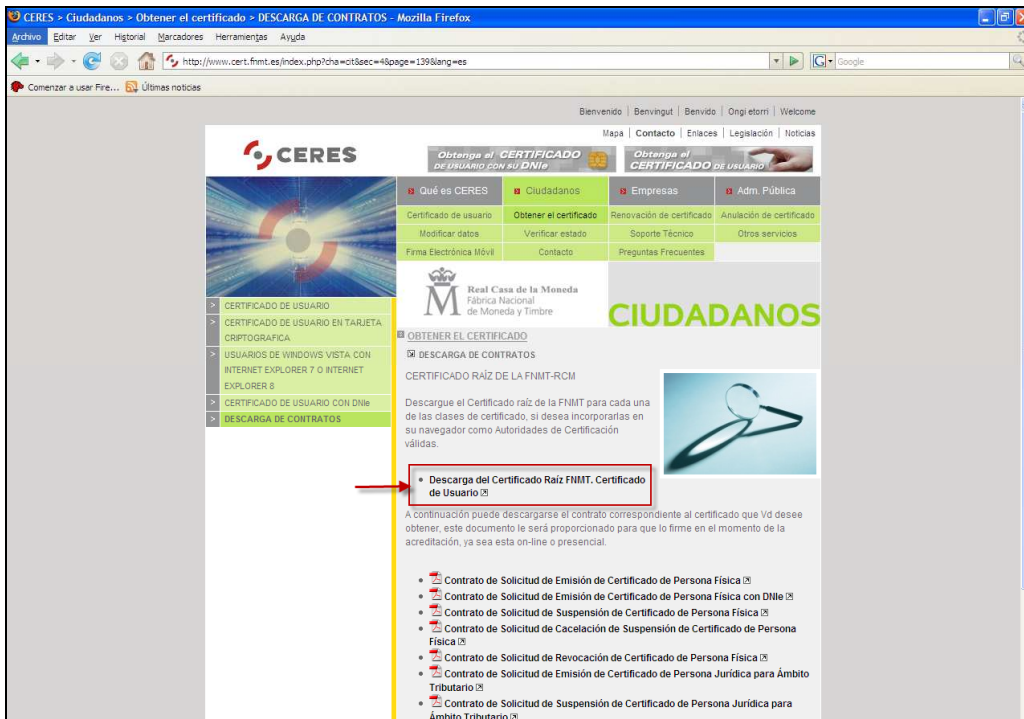 CERES > Ciudadanos > Obtener el certificado > DESCARGA DE CONTRATOS - Mozilla Firefox
Archivo Editar Ver Historial Marcadores Herramientas Ayuda
http://www.cert.fnmt.es/index.php?cha=cit&sec=4&page=139&lang=es
Google
Comenzar a usar Fire... Últimas noticias
Bienvenido | Benvingut | Benvido | Ongi etorri | Welcome
Mapa | Contacto | Enlaces | Legislación | Noticias
CERES
Obtenga el CERTIFICADO
DE USUARIO CON SU DNIe
Obtenga el
CERTIFICADO DE USUARIO
Qué es CERES Ciudadanos Empresas Adm. Pública
Certificado de usuario Obtener el certificado Renovación de certificado Anulación de certificado
Modificar datos Verificar estado Soporte Técnico Otros servicios
Firma Electrónica Móvil Contacto Preguntas Frecuentes
Real Casa de la Moneda
Fábrica Nacional
de Moneda y Timbre
CIUDADANOS
> CERTIFICADO DE USUARIO
> CERTIFICADO DE USUARIO EN TARJETA
CRIPTOGRAFICA
> USUARIOS DE WINDOWS VISTA CON
INTERNET EXPLORER 7 O INTERNET
EXPLORER 8
> CERTIFICADO DE USUARIO CON DNIe
> DESCARGA DE CONTRATOS
OBTENER EL CERTIFICADO
DESCARGA DE CONTRATOS
CERTIFICADO RAÍZ DE LA FNMT-RCM
Descargue el Certificado raíz de la FNMT para cada una
de las clases de certificado, si desea incorporarlas en
su navegador como Autoridades de Certificación
válidas.
• Descarga del Certificado Raíz FNMT. Certificado
de Usuario
A continuación puede descargarse el contrato correspondiente al certificado que Vd desee
obtener, este documento le será proporcionado para que lo firme en el momento de la
acreditación, ya sea esta on-line o presencial.
• Contrato de Solicitud de Emisión de Certificado de Persona Física
• Contrato de Solicitud de Emisión de Certificado de Persona Física con DNIe
• Contrato de Solicitud de Suspensión de Certificado de Persona Física
• Contrato de Solicitud de Cacelación de Suspensión de Certificado de Persona
Física
• Contrato de Solicitud de Revocación de Certificado de Persona Física
• Contrato de Solicitud de Emisión de Certificado de Persona Jurídica para Ámbito
Tributario
• Contrato de Solicitud de Suspensión de Certificado de Persona Jurídica para
Ámbito Tributario